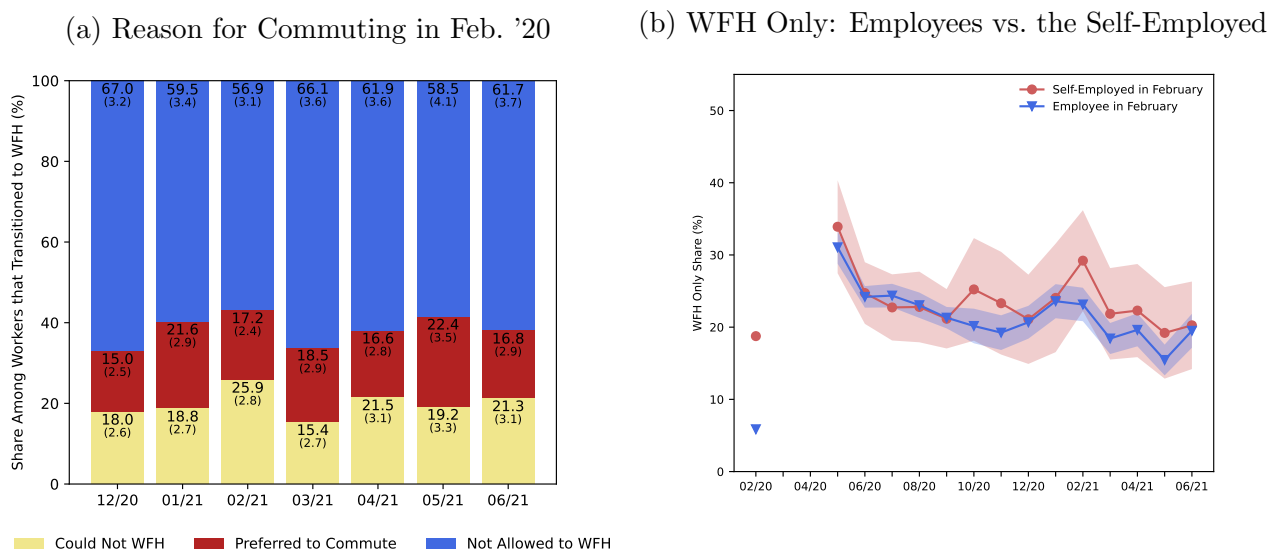 (a) Reason for Commuting in Feb. ’20
Share Among Workers that Transitioned to WFH (%)
100
80
60
40
20
0
67.0 59.5 56.9 66.1 61.9 58.5 61.7
(3.2) (3.4) (3.1) (3.6) (3.6) (4.1) (3.7)
15.0 21.6 17.2 18.5 16.6 22.4 16.8
(2.5) (2.9) (2.4) (2.9) (2.8) (3.5) (2.9)
18.0 18.8 25.9 15.4 21.5 19.2 21.3
(2.6) (2.7) (2.8) (2.7) (3.1) (3.3) (3.1)
12/20 01/21 02/21 03/21 04/21 05/21 06/21
Could Not WFH Preferred to Commute Not Allowed to WFH
(b) WFH Only: Employees vs. the Self-Employed
WFH Only Share (%)
50
40
30
20
10
0
Self-Employed in February
Employee in February
02/20 04/20 06/20 08/20 10/20 12/20 02/21 04/21 06/21